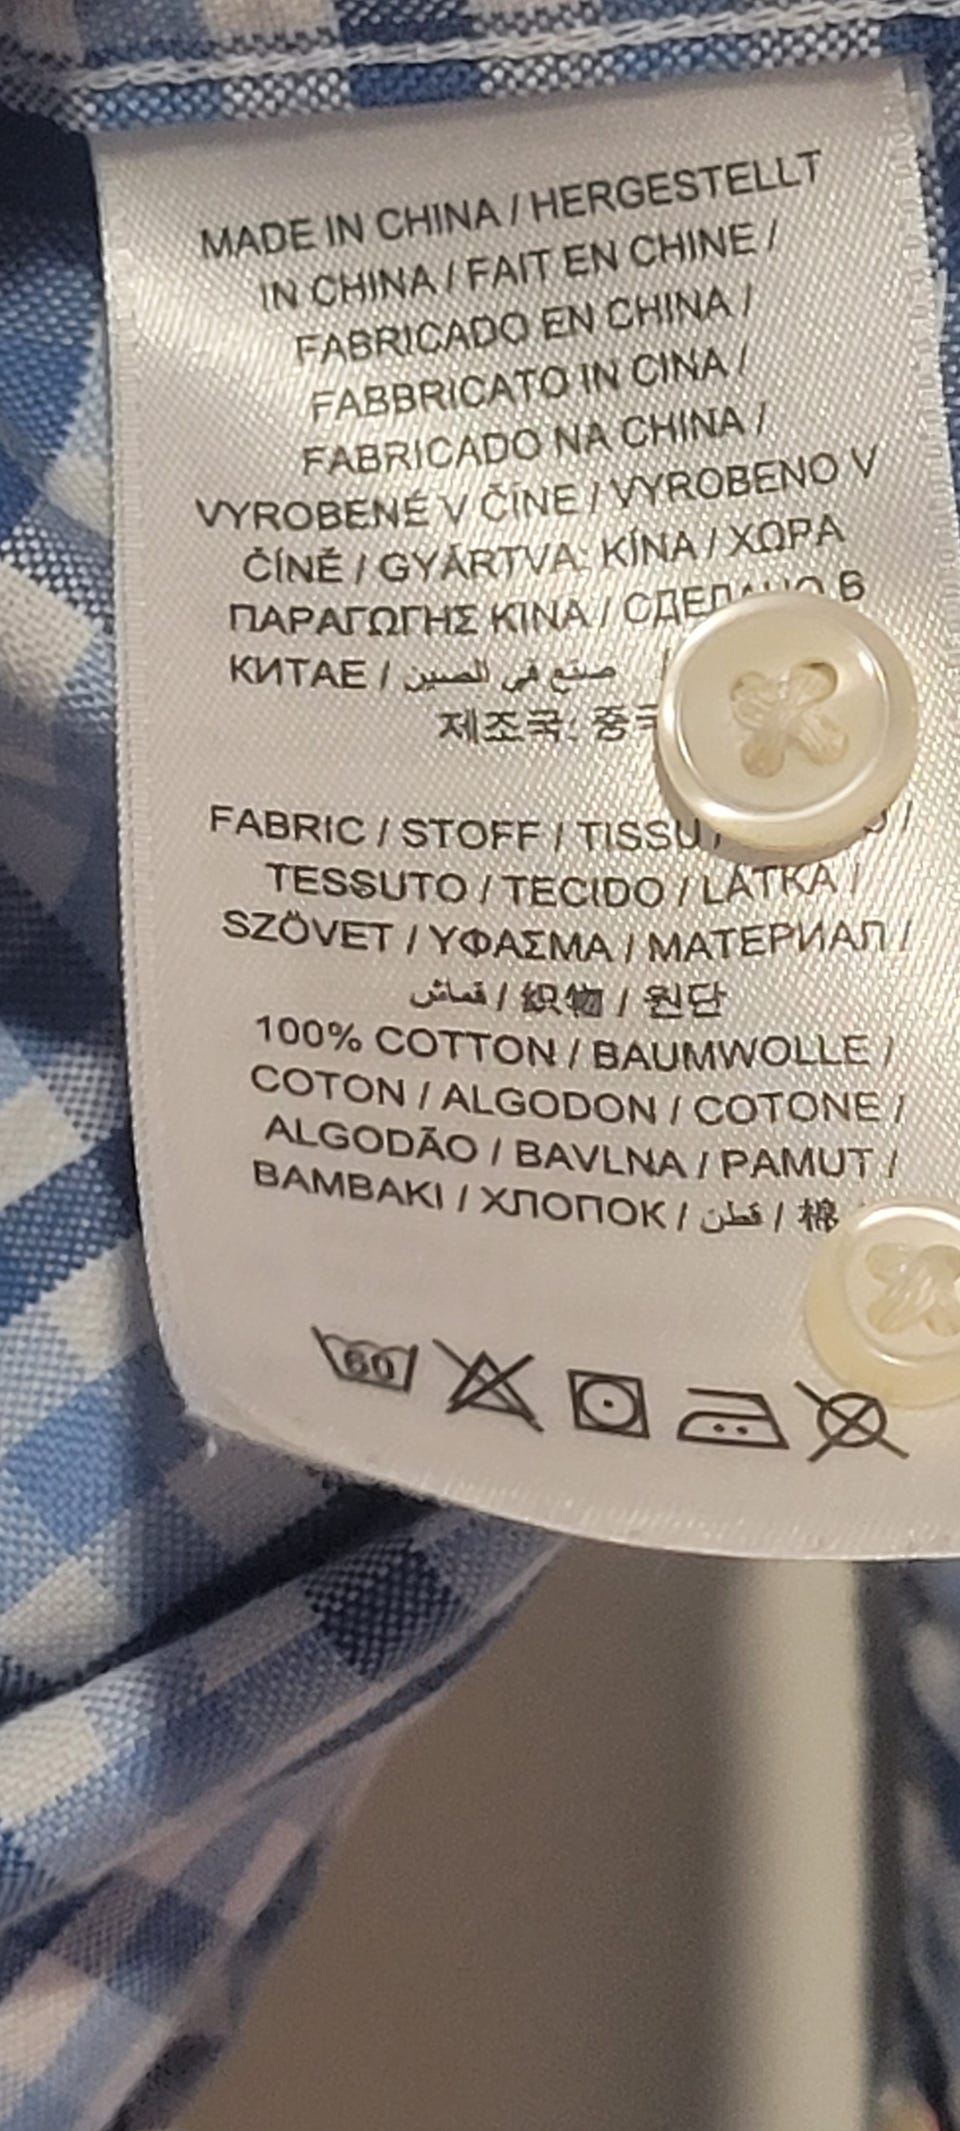 MADE IN CHINA / HERGESTELLT
IN CHINA / FAIT EN CHINE /
FABRICADO EN CHINA /
FABBRICATO IN CINA /
FABRICADO NA CHINA /
VYROBENÉ V ČÍNE / VYROBENO V
ČÍNĚ / GYÁRTVA: KÍNA / ΧΩΡΑ
ΠΑΡΑΓΩΓΗΣ ΚΙΝΑ / В
КИТАЕ / صنع في الصين /
제조국:
FABRIC / STOFF / TISSU / /
TESSUTO / TECIDO / LÁTKA /
SZÖVET / ΥΦΑΣΜΑ / МАТЕРИАЛ /
قماش / 织物 / 원단
100% COTTON / BAUMWOLLE /
COTON / ALGODON / COTONE /
ALGODÃO / BAVLNA / PAMUT /
BAMBAKI / ХЛОПОК / قطن / 棉
60